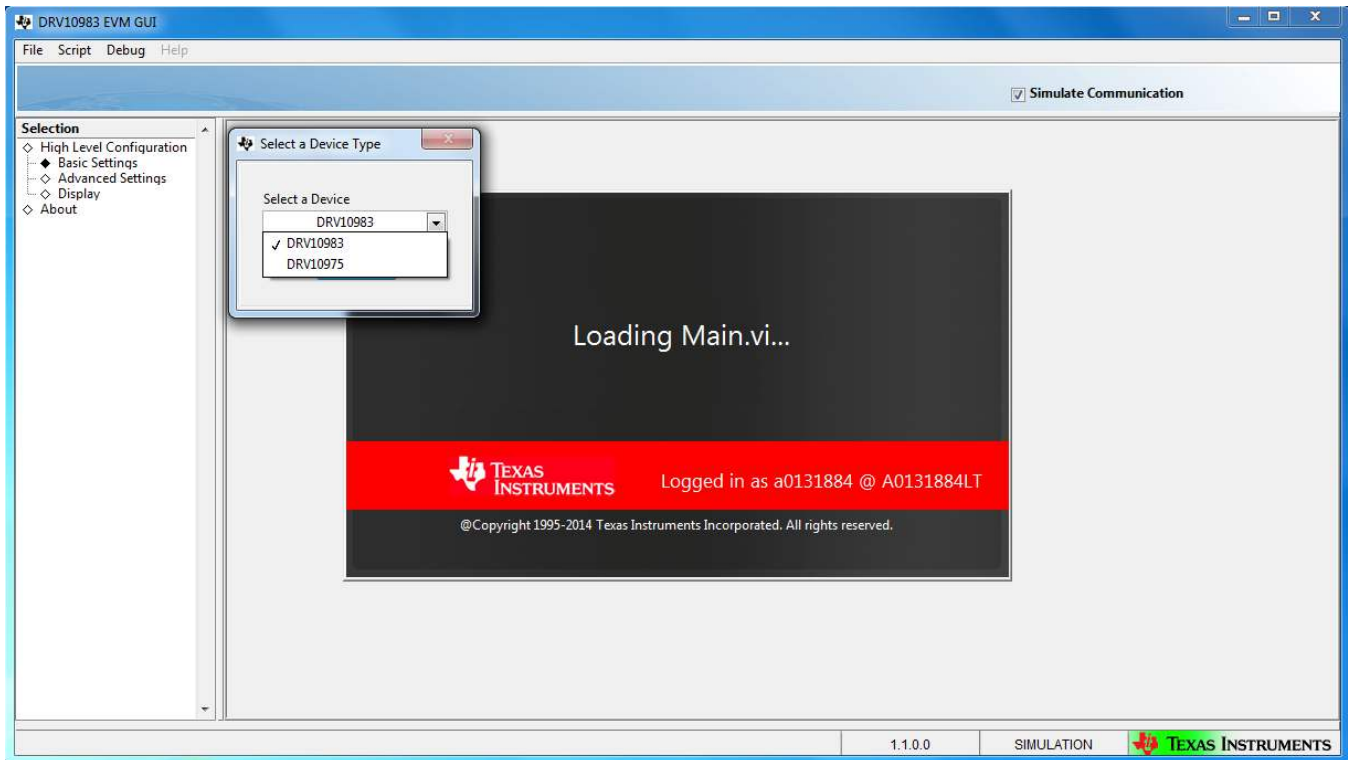 DRV10983 EVM GUI
File Script Debug Help
Simulate Communication
Selection
High Level Configuration
Basic Settings
Advanced Settings
Display
About
Select a Device Type
Select a Device
DRV10983
DRV10983
DRV10975
Loading Main.vi...
TEXAS INSTRUMENTS
Logged in as a0131884 @ A0131884LT
@Copyright 1995-2014 Texas Instruments Incorporated. All rights reserved.
1.1.0.0 SIMULATION TEXAS INSTRUMENTS